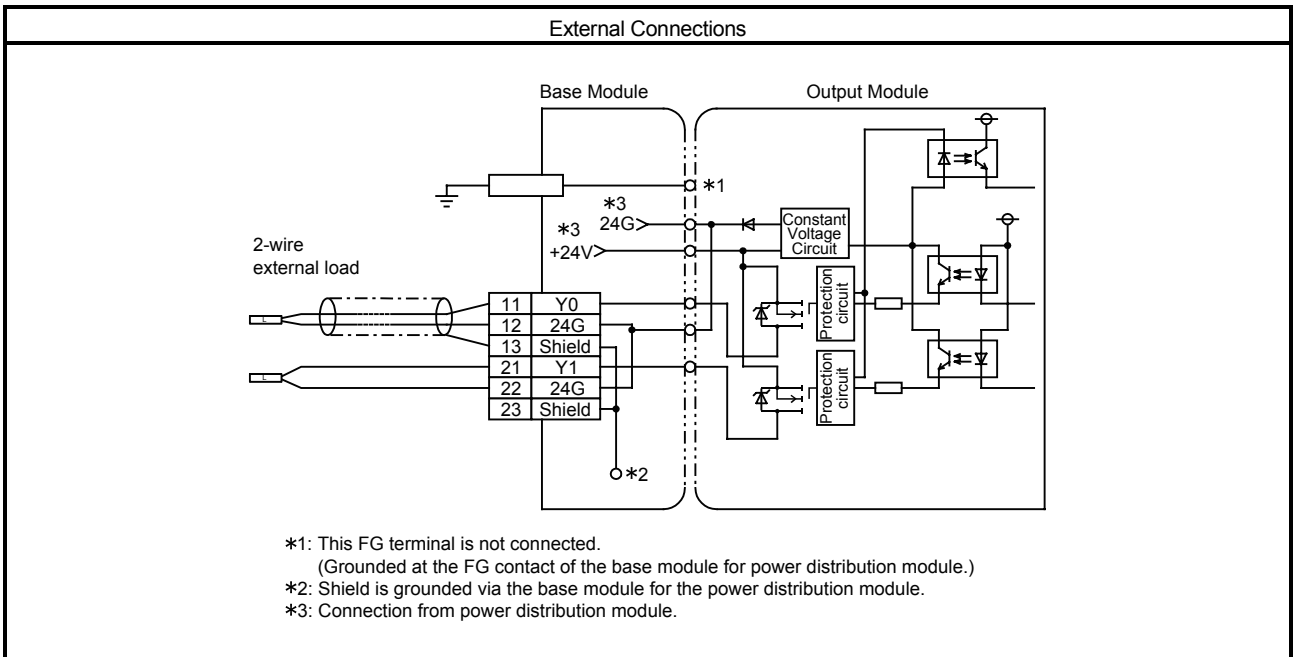 External Connections
Base Module
Output Module
*1
*3
24G
*3
+24V
Constant
Voltage
Circuit
2-wire
external load
Protection
circuit
11 Y0
12 24G
13 Shield
21 Y1
22 24G
23 Shield
L
L
Protection
circuit
*2
*1: This FG terminal is not connected.
(Grounded at the FG contact of the base module for power distribution module.)
*2: Shield is grounded via the base module for the power distribution module.
*3: Connection from power distribution module.